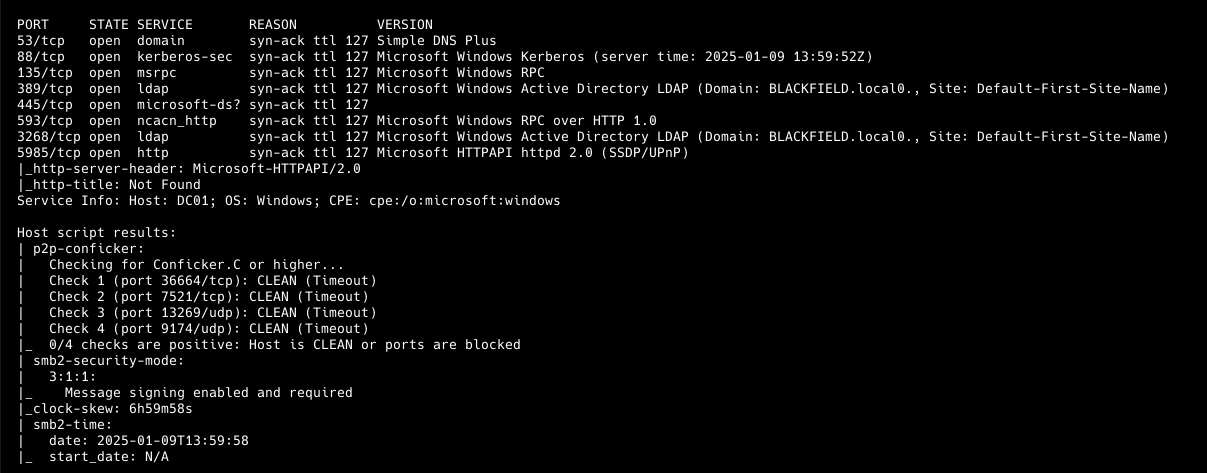 PORT     STATE SERVICE       REASON          VERSION
53/tcp   open  domain        syn-ack ttl 127 Simple DNS Plus
88/tcp   open  kerberos-sec  syn-ack ttl 127 Microsoft Windows Kerberos (server time: 2025-01-09 13:59:52Z)
135/tcp  open  msrpc         syn-ack ttl 127 Microsoft Windows RPC
389/tcp  open  ldap          syn-ack ttl 127 Microsoft Windows Active Directory LDAP (Domain: BLACKFIELD.local0., Site: Default-First-Site-Name)
445/tcp  open  microsoft-ds? syn-ack ttl 127
593/tcp  open  ncacn_http    syn-ack ttl 127 Microsoft Windows RPC over HTTP 1.0
3268/tcp open  ldap          syn-ack ttl 127 Microsoft Windows Active Directory LDAP (Domain: BLACKFIELD.local0., Site: Default-First-Site-Name)
5985/tcp open  http          syn-ack ttl 127 Microsoft HTTPAPI httpd 2.0 (SSDP/UPnP)
|_http-server-header: Microsoft-HTTPAPI/2.0
|_http-title: Not Found
Service Info: Host: DC01; OS: Windows; CPE: cpe:/o:microsoft:windows

Host script results:
| p2p-conficker:
|   Checking for Conficker.C or higher...
|   Check 1 (port 36664/tcp): CLEAN (Timeout)
|   Check 2 (port 7521/tcp): CLEAN (Timeout)
|   Check 3 (port 13269/udp): CLEAN (Timeout)
|   Check 4 (port 9174/udp): CLEAN (Timeout)
|_  0/4 checks are positive: Host is CLEAN or ports are blocked
| smb2-security-mode:
|   3:1:1:
|_    Message signing enabled and required
|_clock-skew: 6h59m58s
| smb2-time:
|   date: 2025-01-09T13:59:58
|_  start_date: N/A